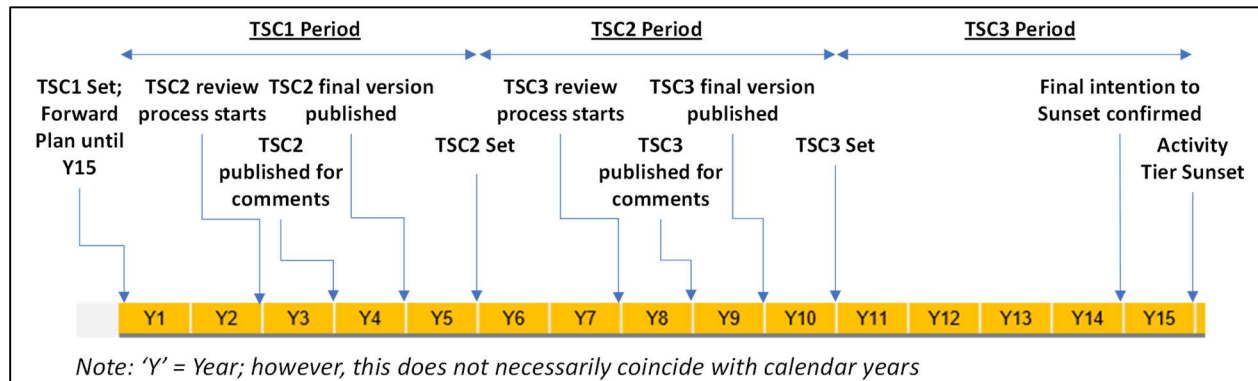 TSC1 Period
TSC2 Period
TSC3 Period
TSC1 Set;
Forward
Plan until
Y15
TSC2 review
process starts
TSC2
published for
comments
TSC2 final version
published
TSC2 Set
TSC3 review
process starts
TSC3
published for
comments
TSC3 final version
published
TSC3 Set
Final intention to
Sunset confirmed
Activity
Tier Sunset
Y1 Y2 Y3 Y4 Y5 Y6 Y7 Y8 Y9 Y10 Y11 Y12 Y13 Y14 Y15
Note: ‘Y’ = Year; however, this does not necessarily coincide with calendar years